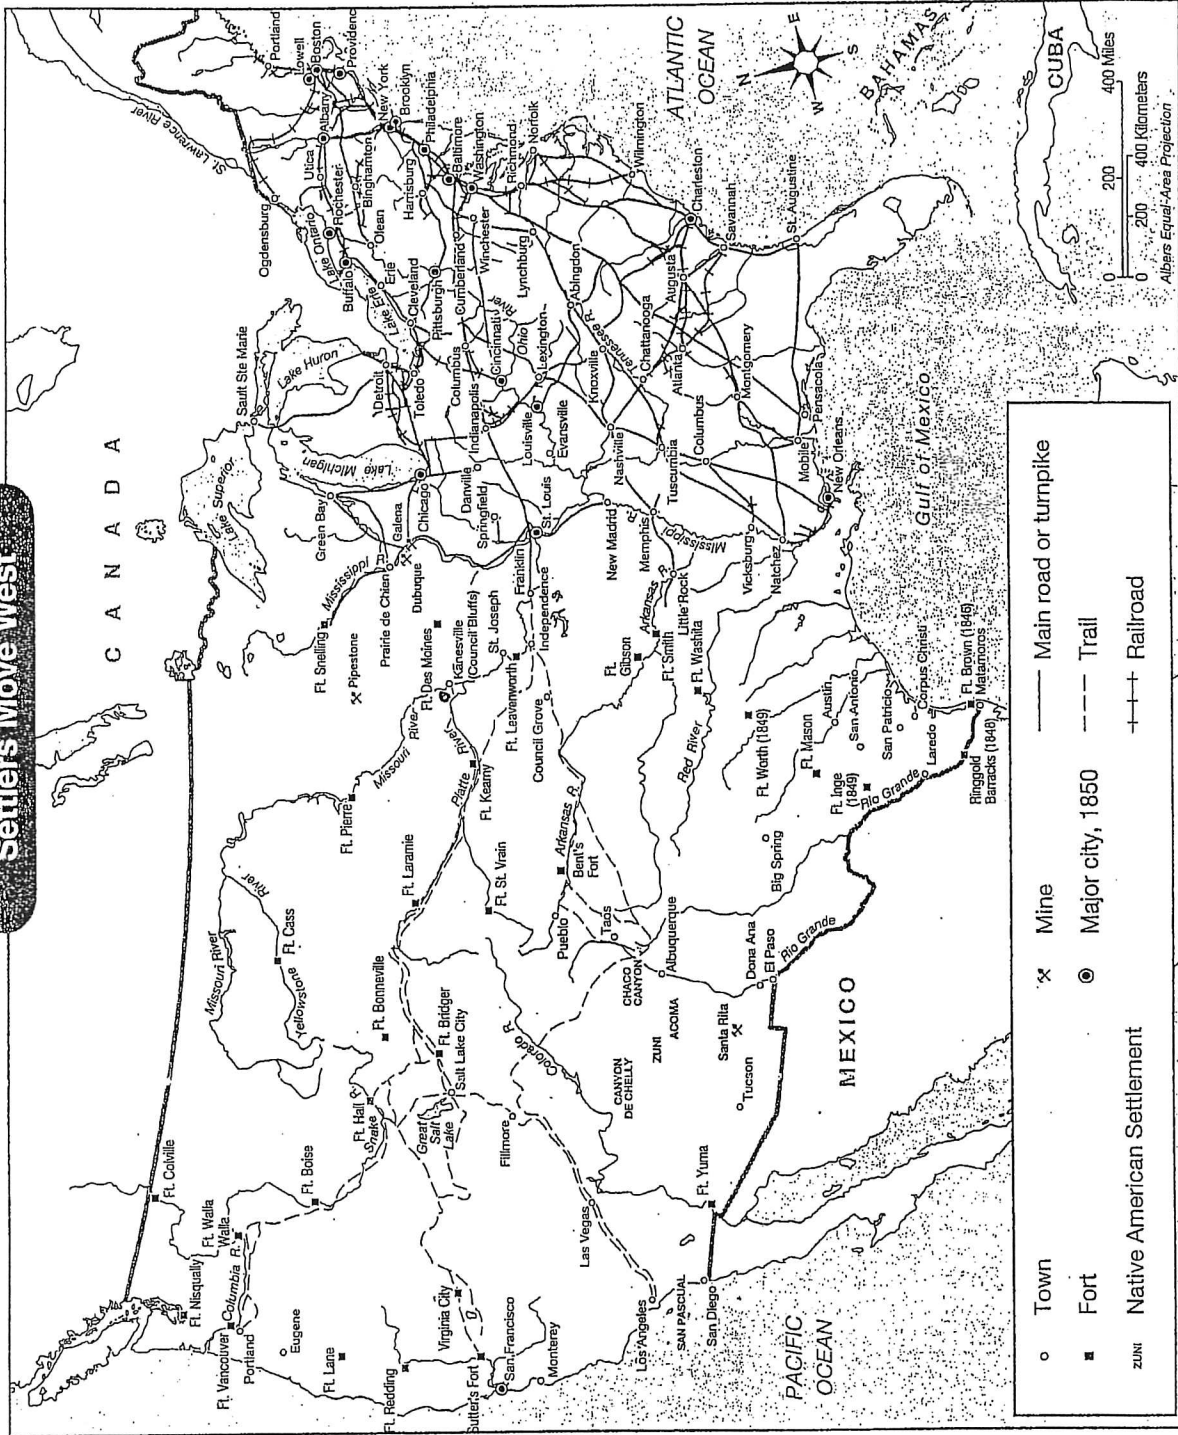 Settlers Move West
CANADA
St. Lawrence River
Portland
Lowell
Boston
Providenc
Albany
Utica
Ogdensburg
Lake Ontario
Rochester
Buffalo
Binghamton
Olean
New York
Brooklyn
Philadelphia
Harrisburg
Baltimore
Washington
Richmond
Norfolk
Winchester
Cumberland
Lynchburg
Wilmington
Charleston
Savannah
Augusta
St. Augustine
ATLANTIC
OCEAN
N
E
S
W
BAHAMAS
CUBA
Lake Erie
Erie
Cleveland
Pittsburgh
Sault Ste Marie
Lake Huron
Detroit
Toledo
Columbus
Cincinnati
Ohio
River
Lexington
Abingdon
Knoxville
Tennessee R.
Chattanooga
Atlanta
Montgomery
Pensacola
Mobile
New Orleans
Gulf of Mexico
Lake Superior
Lake Michigan
Green Bay
Chicago
Galena
Danville
Springfield
Indianapolis
Louisville
Evansville
Nashville
Tuscumbia
Columbus
St. Louis
Franklin
Independence
New Madrid
Memphis
Mississippi
R.
Vicksburg
Natchez
Mississippi
R.
Prairie de Chien
Dubuque
Ft. Snelling
Pipestone
Ft. Des Moines
Kanesville
(Council Bluffs)
St. Joseph
Ft. Leavenworth
Council Grove
Arkansas R.
Little Rock
Ft.
Gibson
Ft. Smith
Ft. Washita
Red River
Ft. Worth (1849)
Ft. Mason
Austin
San Antonio
San Patricio
Corpus Christi
Ft. Brown (1846)
Matamoros
Laredo
Ringgold
Barracks (1848)
Ft. Inge
(1849)
Rio Grande
Big Spring
Missouri
River
Platte
River
Ft. Kearny
Ft. Pierre
Ft. Laramie
Ft. St. Vrain
Arkansas R.
Bent's
Fort
Pueblo
Taos
Albuquerque
CHACO
CANYON
ACOMA
ZUNI
Dona Ana
El Paso
Rio Grande
MEXICO
Santa Rita
Tucson
CANYON
DE CHELLY
Colorado R.
River
Missouri River
Ft. Cass
Yellowstone
Ft. Bonneville
Ft. Bridger
Salt Lake City
Great
Salt
Lake
Fillmore
Ft. Hall
Snake
R.
Ft. Boise
Ft. Colville
Ft. Walla
Walla
Columbia R.
Ft. Nisqually
Ft. Vancouver
Portland
Eugene
Ft. Lane
Ft. Redding
Virginia City
Sutter's Fort
San Francisco
Monterey
Las Vegas
Los Angeles
SAN PASCUAL
San Diego
Ft. Yuma
PACIFIC
OCEAN
Town
Fort
ZUNI Native American Settlement
Mine
Major city, 1850
Main road or turnpike
Trail
Railroad
0 200 400 Miles
0 200 400 Kilometers
Albers Equal-Area Projection